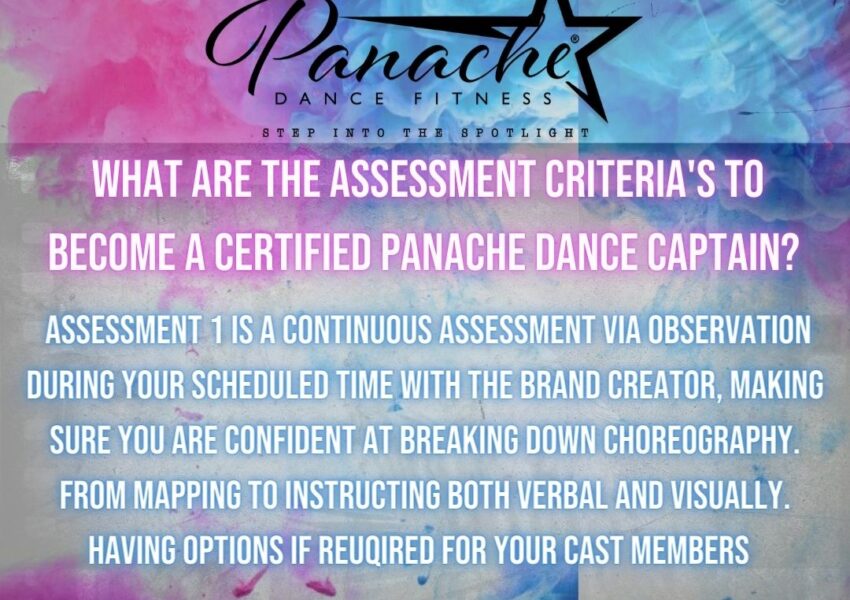 Panache®
DANCE FITNESS
STEP INTO THE SPOTLIGHT
WHAT ARE THE ASSESSMENT CRITERIA'S TO
BECOME A CERTIFIED PANACHE DANCE CAPTAIN?
ASSESSMENT 1 IS A CONTINUOUS ASSESSMENT VIA OBSERVATION
DURING YOUR SCHEDULED TIME WITH THE BRAND CREATOR, MAKING
SURE YOU ARE CONFIDENT AT BREAKING DOWN CHOREOGRAPHY.
FROM MAPPING TO INSTRUCTING BOTH VERBAL AND VISUALLY.
HAVING OPTIONS IF REUQIRED FOR YOUR CAST MEMBERS